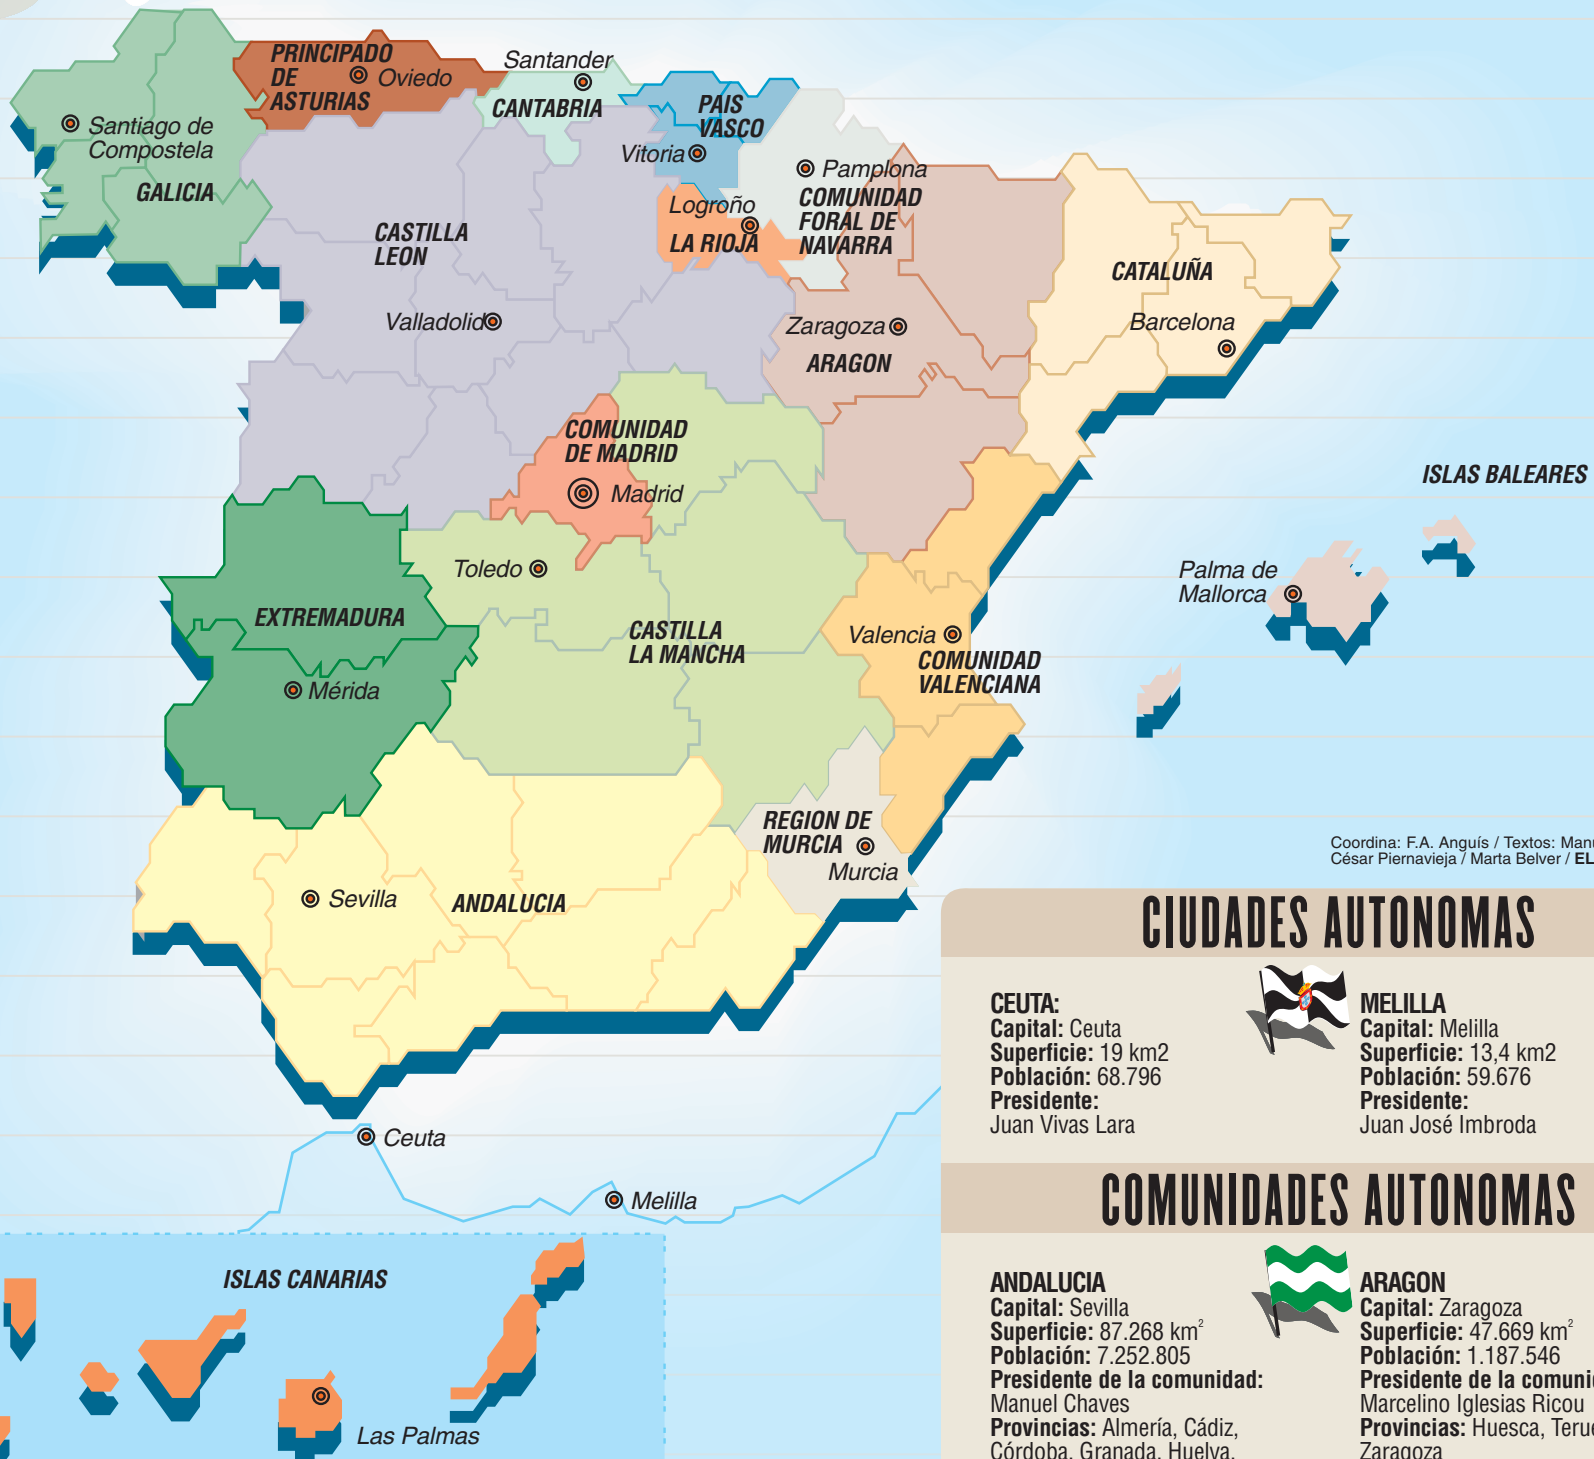 PRINCIPADO
DE
ASTURIAS
Oviedo
Santander
CANTABRIA
PAIS
VASCO
Vitoria
Santiago de
Compostela
GALICIA
Pamplona
COMUNIDAD
FORAL DE
NAVARRA
Logroño
LA RIOJA
CASTILLA
LEON
Valladolid
Zaragoza
ARAGON
CATALUÑA
Barcelona
COMUNIDAD
DE MADRID
Madrid
ISLAS BALEARES
Palma de
Mallorca
Toledo
EXTREMADURA
Mérida
CASTILLA
LA MANCHA
Valencia
COMUNIDAD
VALENCIANA
REGION DE
MURCIA
Murcia
Sevilla
ANDALUCIA
Ceuta
Melilla
ISLAS CANARIAS
Las Palmas
Coordina: F.A. Anguís / Textos: Man
César Piernavieja / Marta Belver / EL
CIUDADES AUTONOMAS
CEUTA:
Capital: Ceuta
Superficie: 19 km2
Población: 68.796
Presidente:
Juan Vivas Lara
MELILLA
Capital: Melilla
Superficie: 13,4 km2
Población: 59.676
Presidente:
Juan José Imbroda
COMUNIDADES AUTONOMAS
ANDALUCIA
Capital: Sevilla
Superficie: 87.268 km²
Población: 7.252.805
Presidente de la comunidad:
Manuel Chaves
Provincias: Almería, Cádiz,
Córdoba, Granada, Huelva,
ARAGON
Capital: Zaragoza
Superficie: 47.669 km²
Población: 1.187.546
Presidente de la comuni
Marcelino Iglesias Ricou
Provincias: Huesca, Terue
Zaragoza